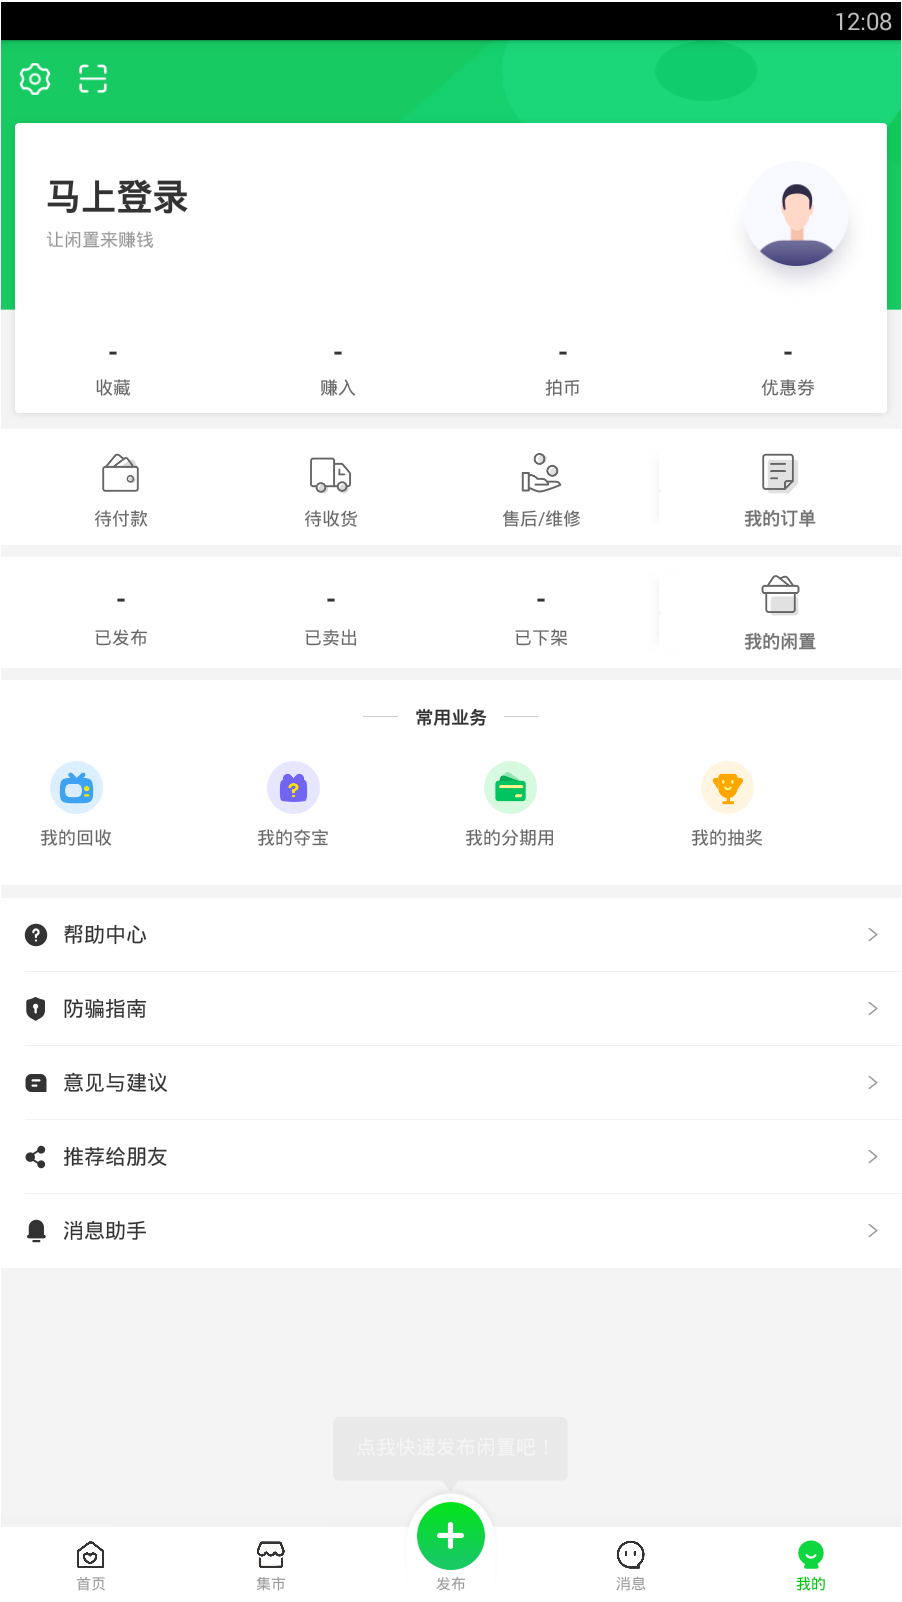 12:08
马上登录
让闲置来赚钱
- - - -
收藏 赚入 拍币 优惠券
待付款 待收货 售后/维修 我的订单
- - -
已发布 已卖出 已下架 我的闲置
常用业务
我的回收 我的夺宝 我的分期用 我的抽奖
帮助中心
防骗指南
意见与建议
推荐给朋友
消息助手
点我快速发布闲置吧！
首页 集市 发布 消息 我的